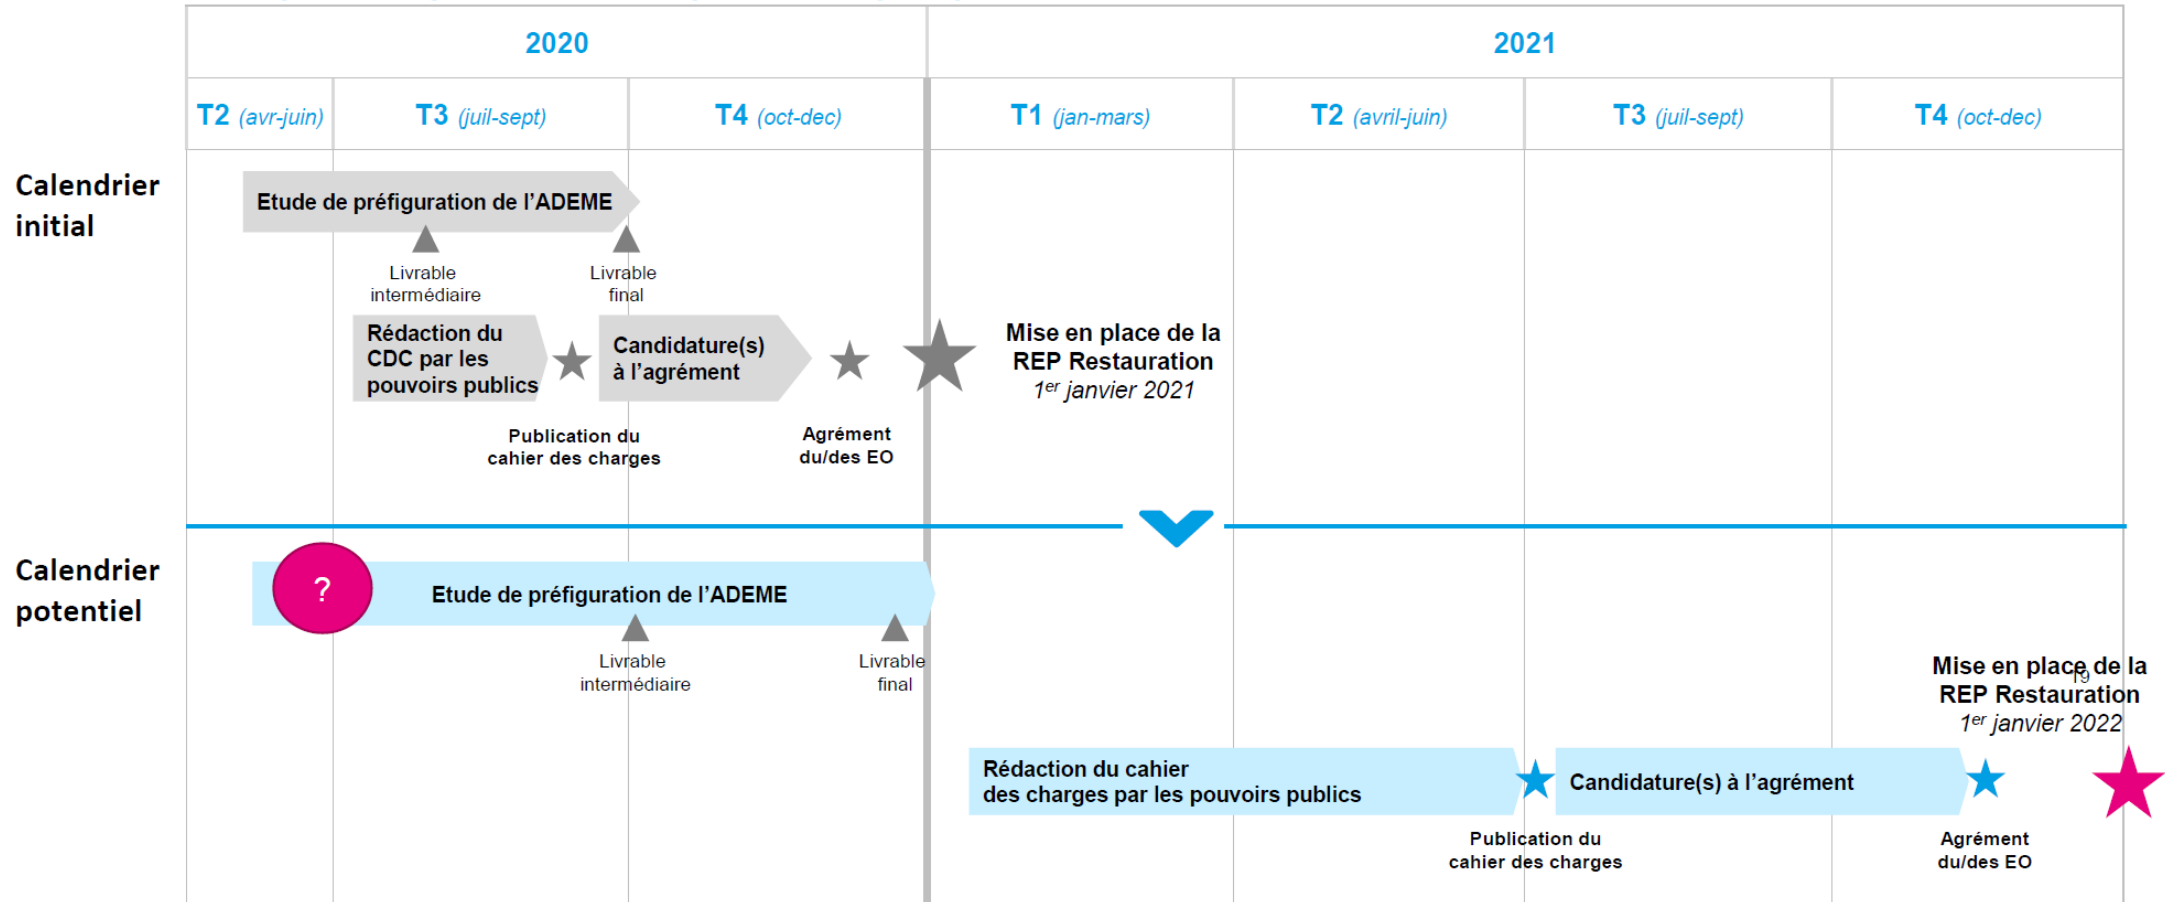 2020
2021
T2 (avr-juin)
T3 (juil-sept)
T4 (oct-dec)
T1 (jan-mars)
T2 (avril-juin)
T3 (juil-sept)
T4 (oct-dec)
Calendrier
initial
Etude de préfiguration de l'ADEME
Livrable
intermédiaire
Livrable
final
Rédaction du
CDC par les
pouvoirs publics
Candidature(s)
à l'agrément
Mise en place de la
REP Restauration
1er janvier 2021
Publication du
cahier des charges
Agrément
du/des EO
Calendrier
potentiel
?
Etude de préfiguration de l'ADEME
Livrable
intermédiaire
Livrable
final
Mise en place de la
19
REP Restauration
1er janvier 2022
Rédaction du cahier
des charges par les pouvoirs publics
Candidature(s) à l'agrément
Publication du
cahier des charges
Agrément
du/des EO